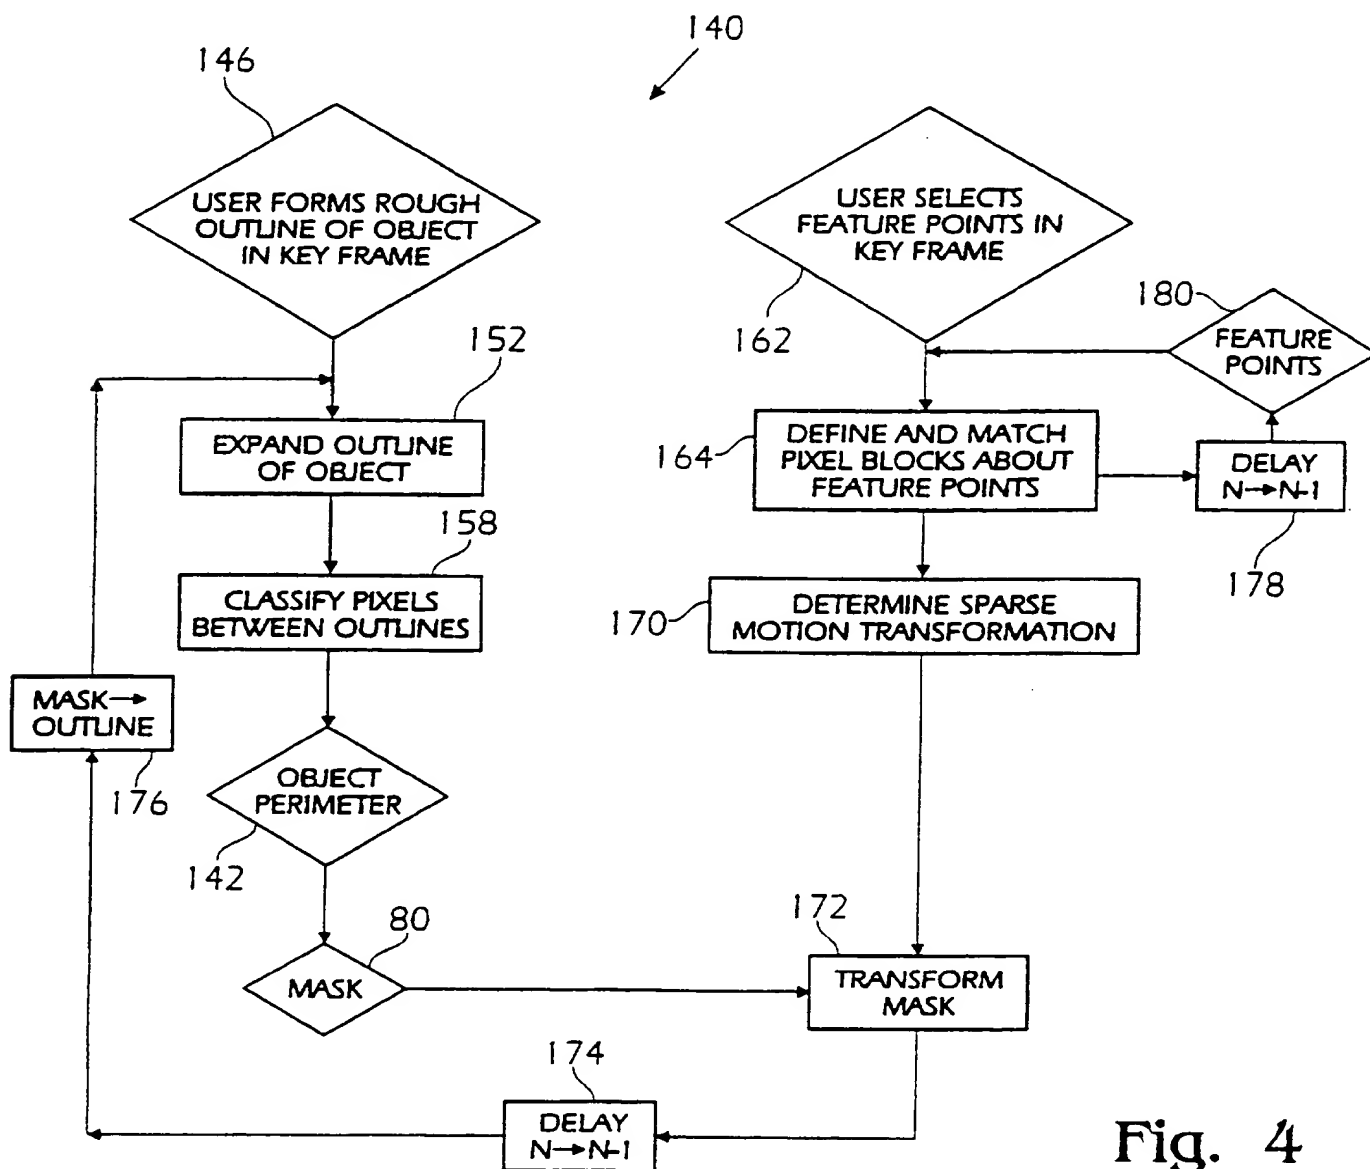 140
146
USER FORMS ROUGH
OUTLINE OF OBJECT
IN KEY FRAME
USER SELECTS
FEATURE POINTS IN
KEY FRAME
162
180
FEATURE
POINTS
152
EXPAND OUTLINE
OF OBJECT
164
DEFINE AND MATCH
PIXEL BLOCKS ABOUT
FEATURE POINTS
DELAY
N→N-1
178
158
CLASSIFY PIXELS
BETWEEN OUTLINES
170
DETERMINE SPARSE
MOTION TRANSFORMATION
MASK→
OUTLINE
176
OBJECT
PERIMETER
142
80
MASK
172
TRANSFORM
MASK
174
DELAY
N→N-1
Fig. 4